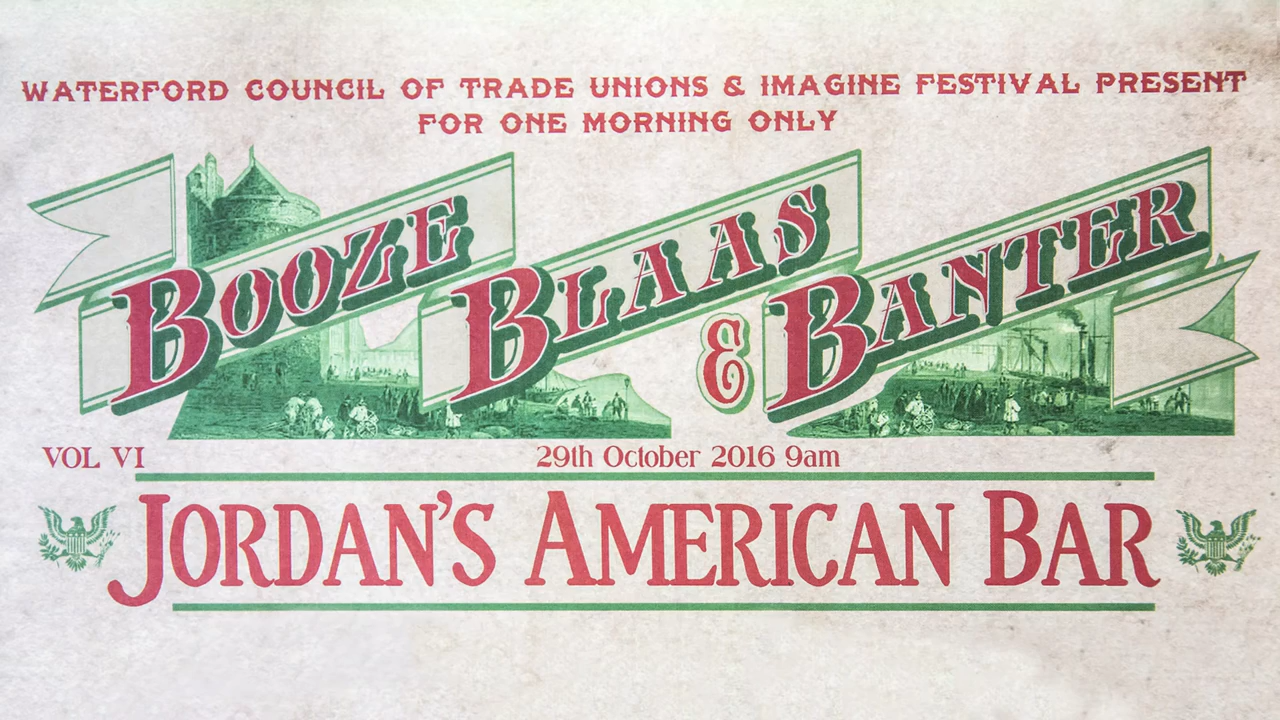 WATERFORD COUNCIL OF TRADE UNIONS & IMAGINE FESTIVAL PRESENT
FOR ONE MORNING ONLY
BOOZE BLAAS & BANTER
VOL VI 29th October 2016 9am
JORDAN'S AMERICAN BAR